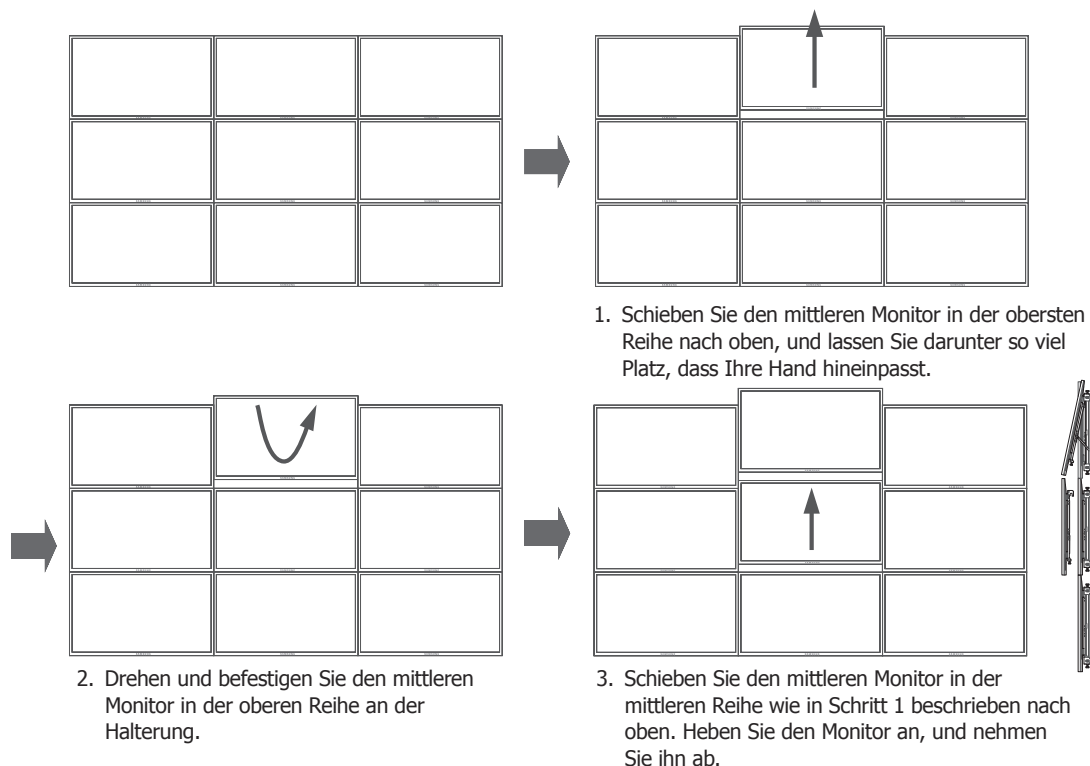 1. Schieben Sie den mittleren Monitor in der obersten
Reihe nach oben, und lassen Sie darunter so viel
Platz, dass Ihre Hand hineinpasst.
2. Drehen und befestigen Sie den mittleren
Monitor in der oberen Reihe an der
Halterung.
3. Schieben Sie den mittleren Monitor in der
mittleren Reihe wie in Schritt 1 beschrieben nach
oben. Heben Sie den Monitor an, und nehmen
Sie ihn ab.